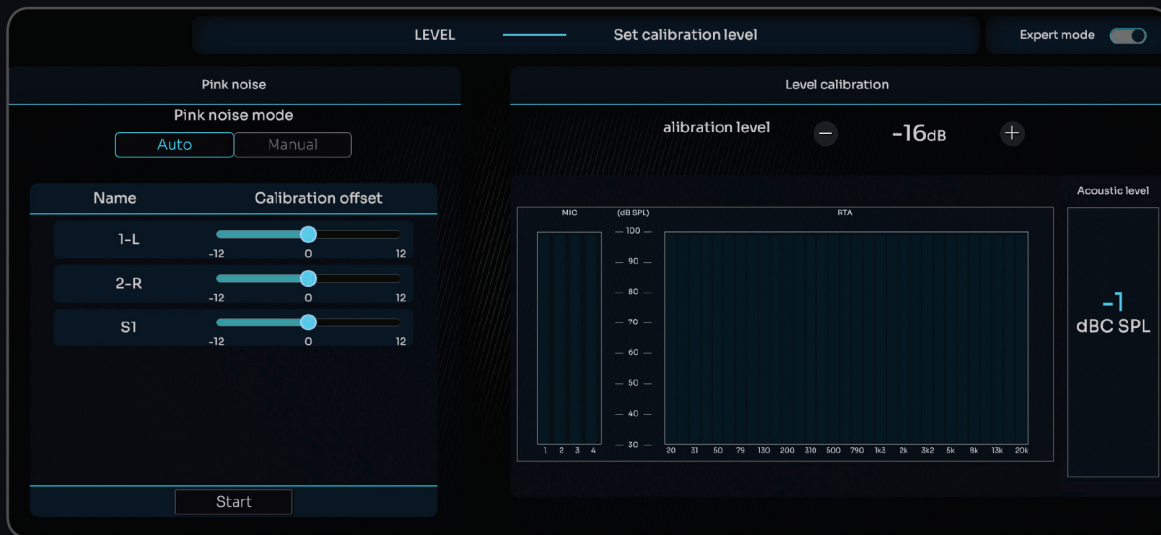 LEVEL Set calibration level
Expert mode
Pink noise
Pink noise mode
Auto Manual
Name Calibration offset
1-L
-12 0 12
2-R
-12 0 12
S1
-12 0 12
Start
Level calibration
alibration level
-16dB
MIC (dB SPL) RTA
100
90
80
70
60
50
40
30
1 2 3 4
20 31 50 79 130 200 310 500 790 1k3 2k 3k2 5k 8k 13k 20k
Acoustic level
-1
dBC SPL